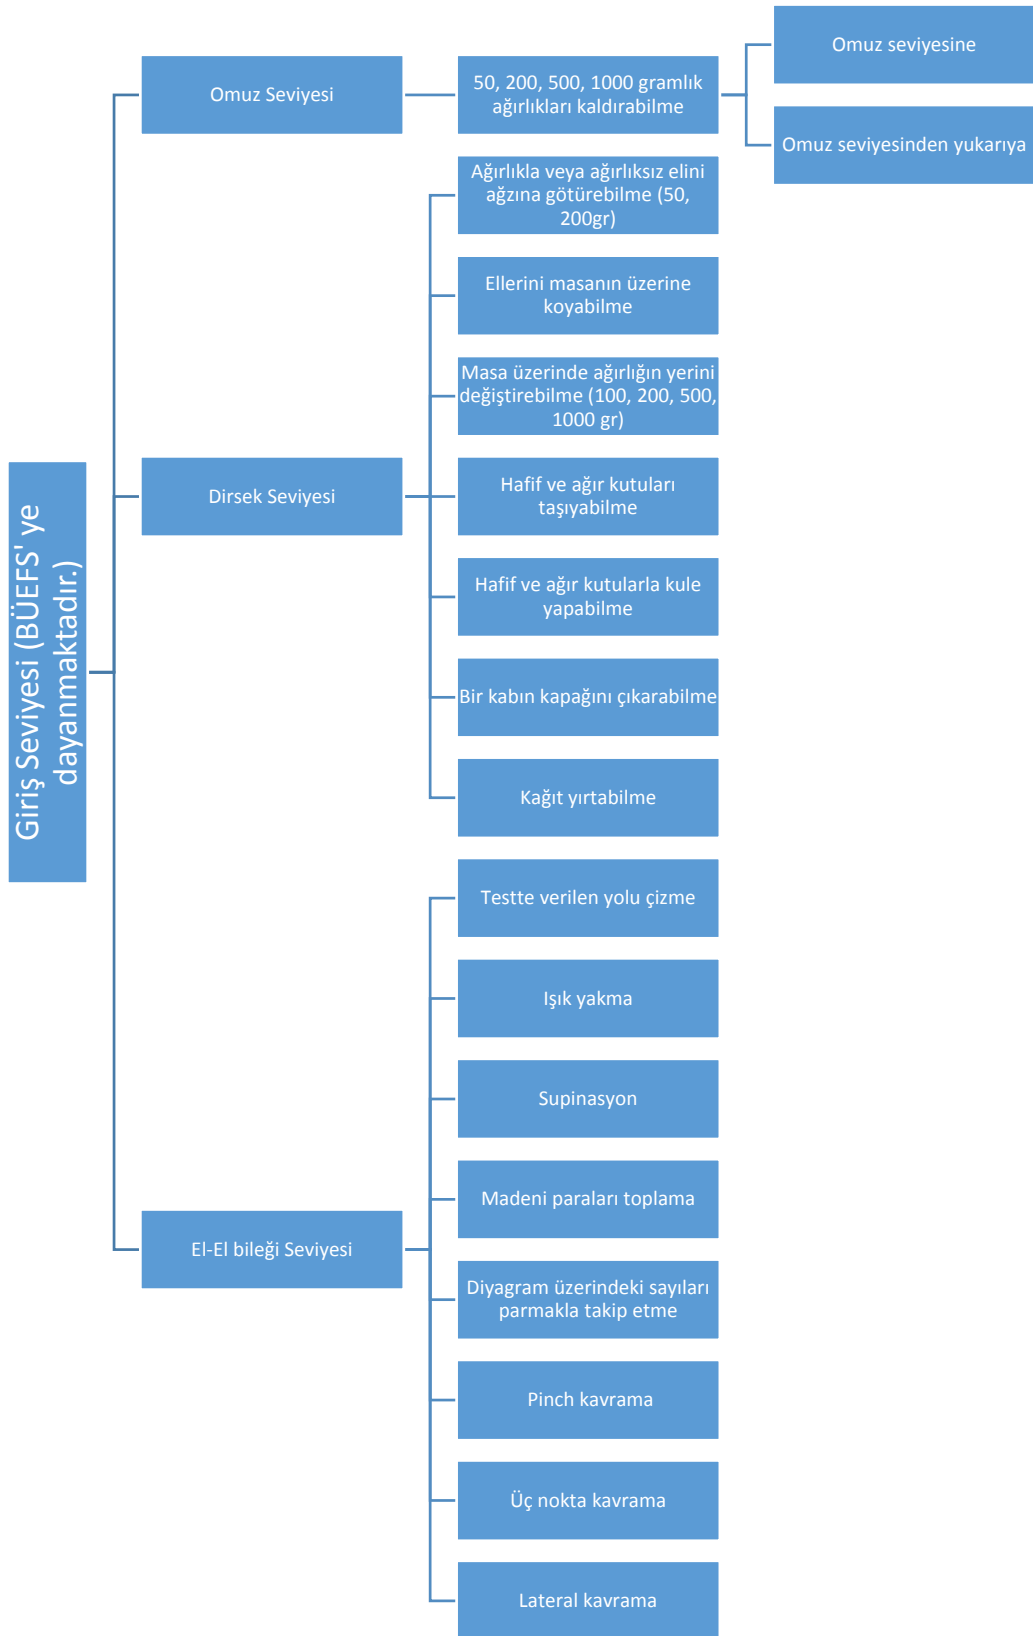 Giriş Seviyesi (BÜEFS' ye
dayanmaktadır.)
Omuz Seviyesi
50, 200, 500, 1000 gramlık
ağırlıkları kaldırabilme
Omuz seviyesine
Omuz seviyesinden yukarıya
Dirsek Seviyesi
Ağırlıkla veya ağırlıksız elini
ağzına götürebilme (50,
200gr)
Ellerini masanın üzerine
koyabilme
Masa üzerinde ağırlığın yerini
değiştirebilme (100, 200, 500,
1000 gr)
Hafif ve ağır kutuları
taşıyabilme
Hafif ve ağır kutularla kule
yapabilme
Bir kabın kapağını çıkarabilme
Kağıt yırtabilme
El-El bileği Seviyesi
Testte verilen yolu çizme
Işık yakma
Supinasyon
Madeni paraları toplama
Diyagram üzerindeki sayıları
parmakla takip etme
Pinch kavrama
Üç nokta kavrama
Lateral kavrama